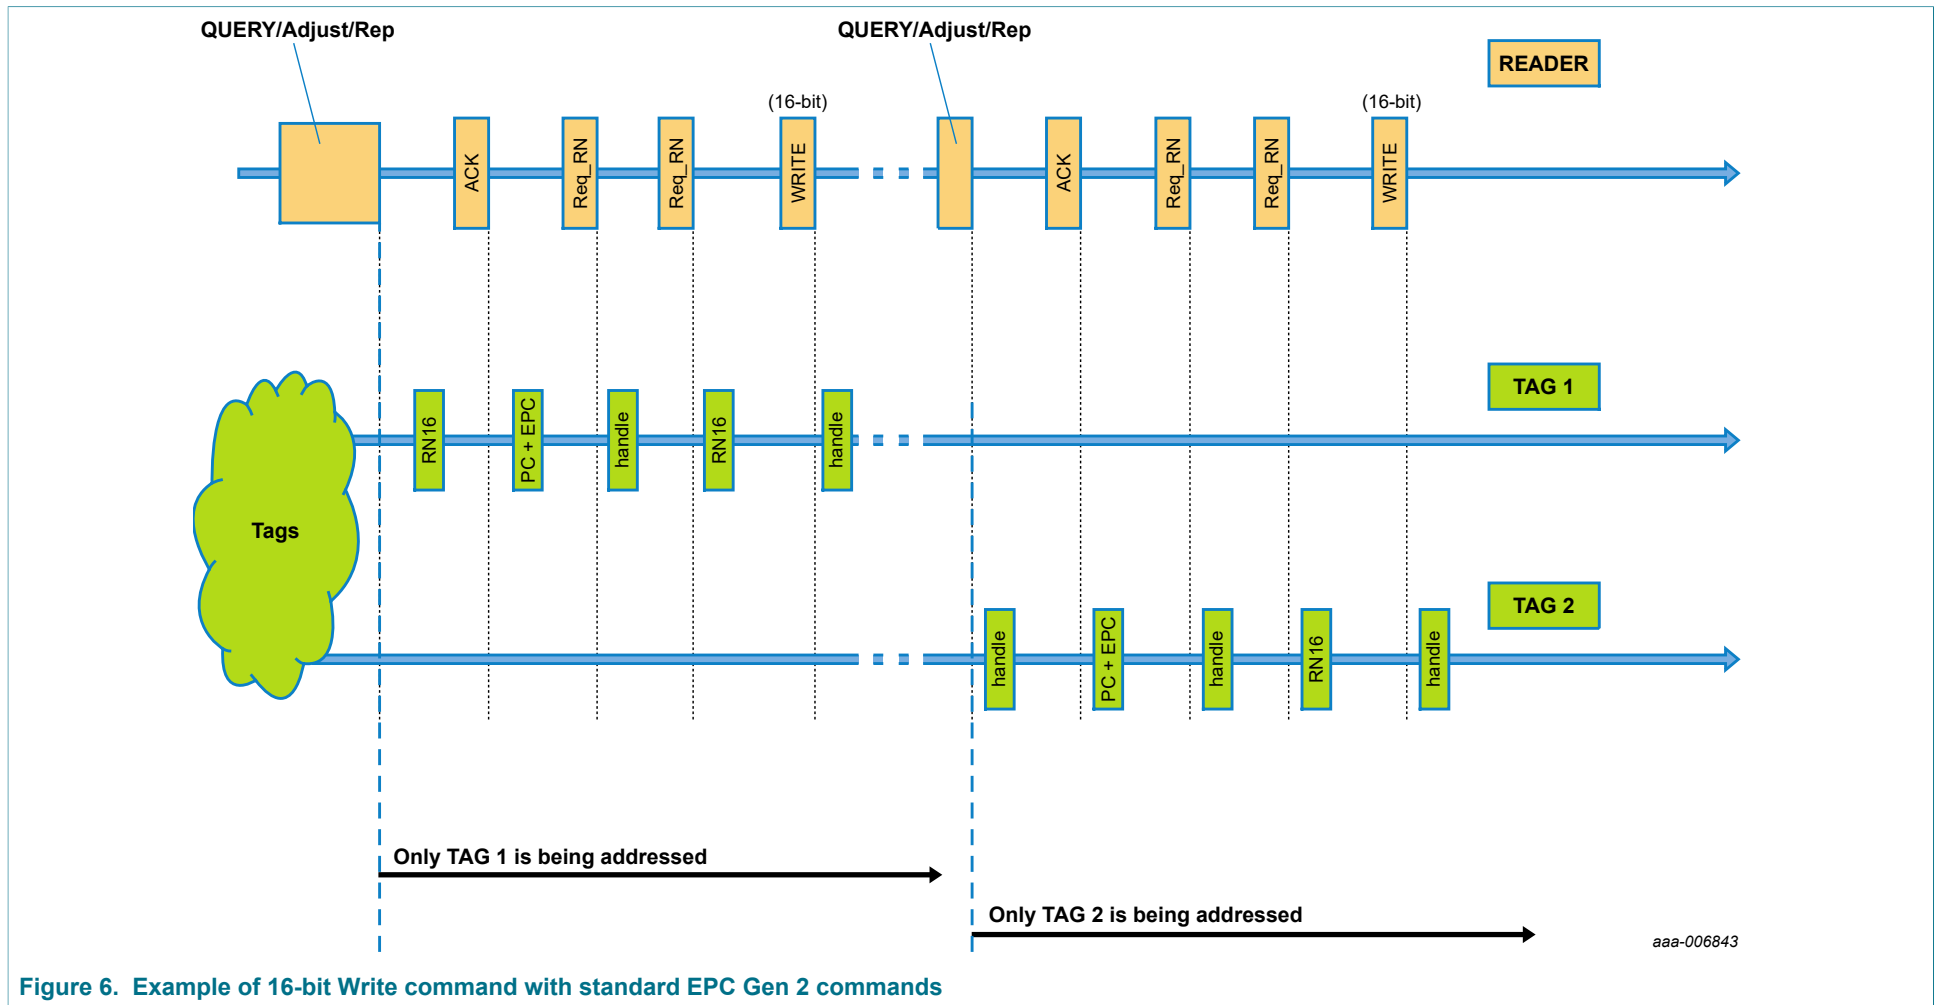 QUERY/Adjust/Rep
QUERY/Adjust/Rep
READER
(16-bit)
(16-bit)
ACK
Req_RN
Req_RN
WRITE
ACK
Req_RN
Req_RN
WRITE
TAG 1
RN16
PC + EPC
handle
RN16
handle
Tags
TAG 2
handle
PC + EPC
handle
RN16
handle
Only TAG 1 is being addressed
Only TAG 2 is being addressed
aaa-006843
Figure 6. Example of 16-bit Write command with standard EPC Gen 2 commands